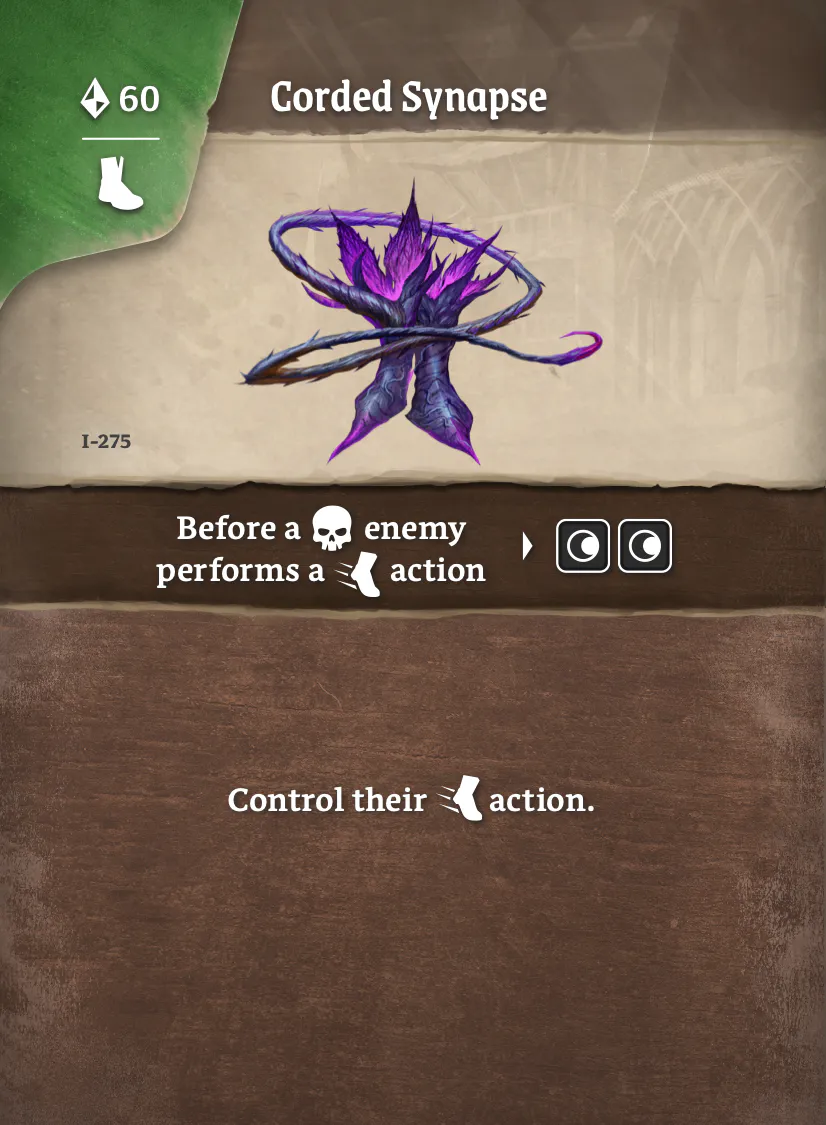 60
Corded Synapse
I-275
Before a enemy
performs a action
Control their action.